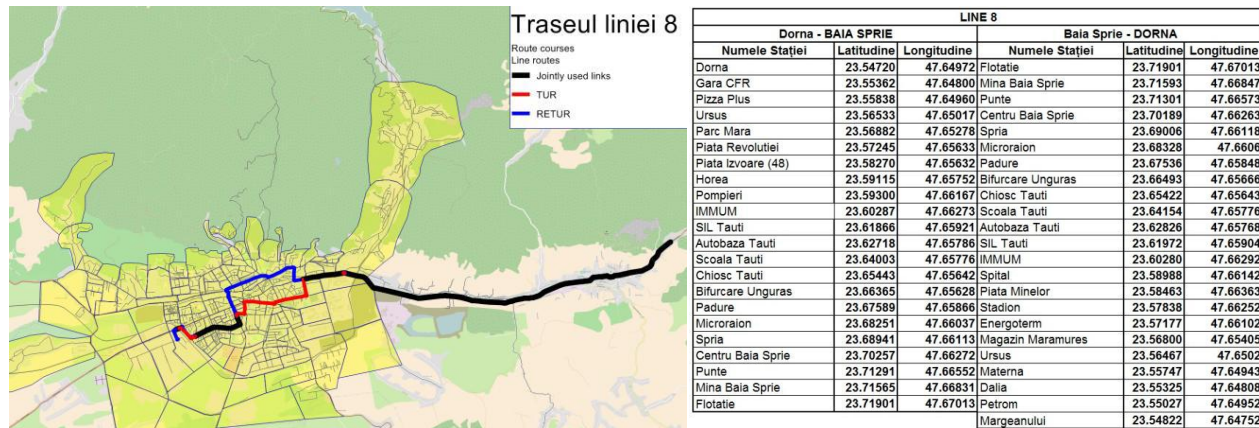 Traseul liniei 8
Route courses
Line routes
Jointly used links
TUR
RETUR
LINE 8
Dorna - BAIA SPRIE Baia Sprie - DORNA
Numele Stației Latitudine Longitudine Numele Stației Latitudine Longitudine
Dorna 23.54720 47.64972 Flotatie 23.71901 47.67013
Gara CFR 23.55362 47.64800 Mina Baia Sprie 23.71593 47.66847
Pizza Plus 23.55838 47.64960 Punte 23.71301 47.66573
Ursus 23.56533 47.65017 Centru Baia Sprie 23.70189 47.66263
Parc Mara 23.56882 47.65278 Spria 23.69006 47.66118
Piata Revolutiei 23.57245 47.65633 Microraion 23.68328 47.6606
Piata Izvoare (48) 23.58270 47.65632 Padure 23.67536 47.65848
Horea 23.59115 47.65752 Bifurcare Unguras 23.66493 47.65666
Pompieri 23.59300 47.66167 Chiosc Tauti 23.65422 47.65643
IMMUM 23.60287 47.66273 Scoala Tauti 23.64154 47.65776
SIL Tauti 23.61866 47.65921 Autobaza Tauti 23.62826 47.65768
Autobaza Tauti 23.62718 47.65786 SIL Tauti 23.61972 47.65904
Scoala Tauti 23.64003 47.65776 IMMUM 23.60280 47.66292
Chiosc Tauti 23.65443 47.65642 Spital 23.58988 47.66142
Bifurcare Unguras 23.66365 47.65628 Piata Minelor 23.58463 47.66363
Padure 23.67589 47.65866 Stadion 23.57838 47.66252
Microraion 23.68251 47.66037 Energoterm 23.57177 47.66102
Spria 23.68941 47.66113 Magazin Maramures 23.56800 47.65405
Centru Baia Sprie 23.70257 47.66272 Ursus 23.56467 47.6502
Punte 23.71291 47.66552 Materna 23.55747 47.64943
Mina Baia Sprie 23.71565 47.66831 Dalia 23.55325 47.64808
Flotatie 23.71901 47.67013 Petrom 23.55027 47.64952
Margeanului 23.54822 47.64752